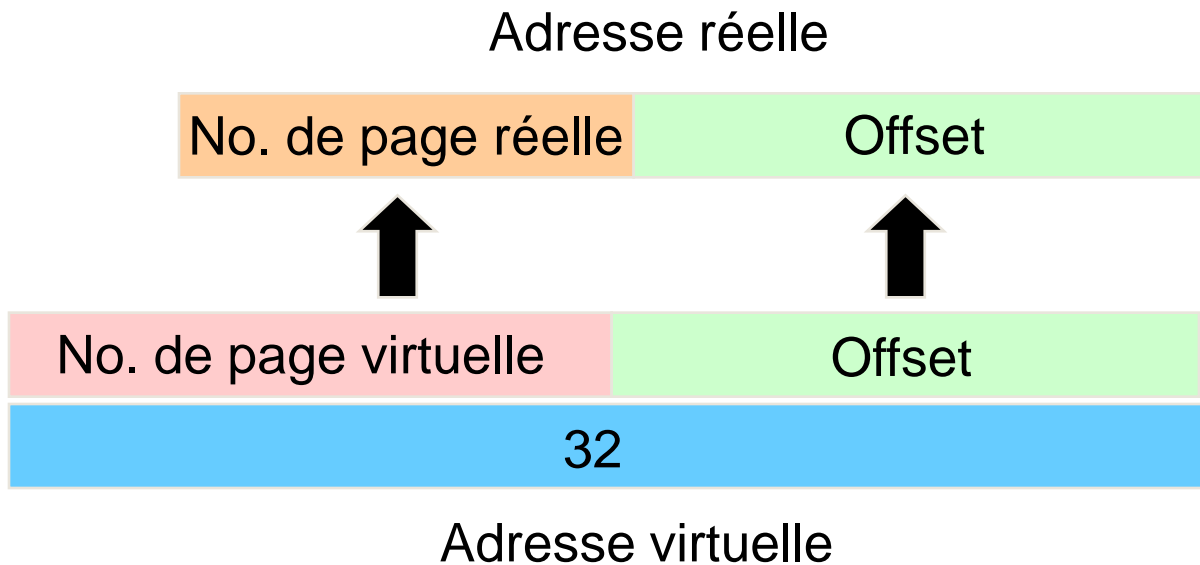 Adresse réelle
No. de page réelle Offset
No. de page virtuelle Offset
32
Adresse virtuelle